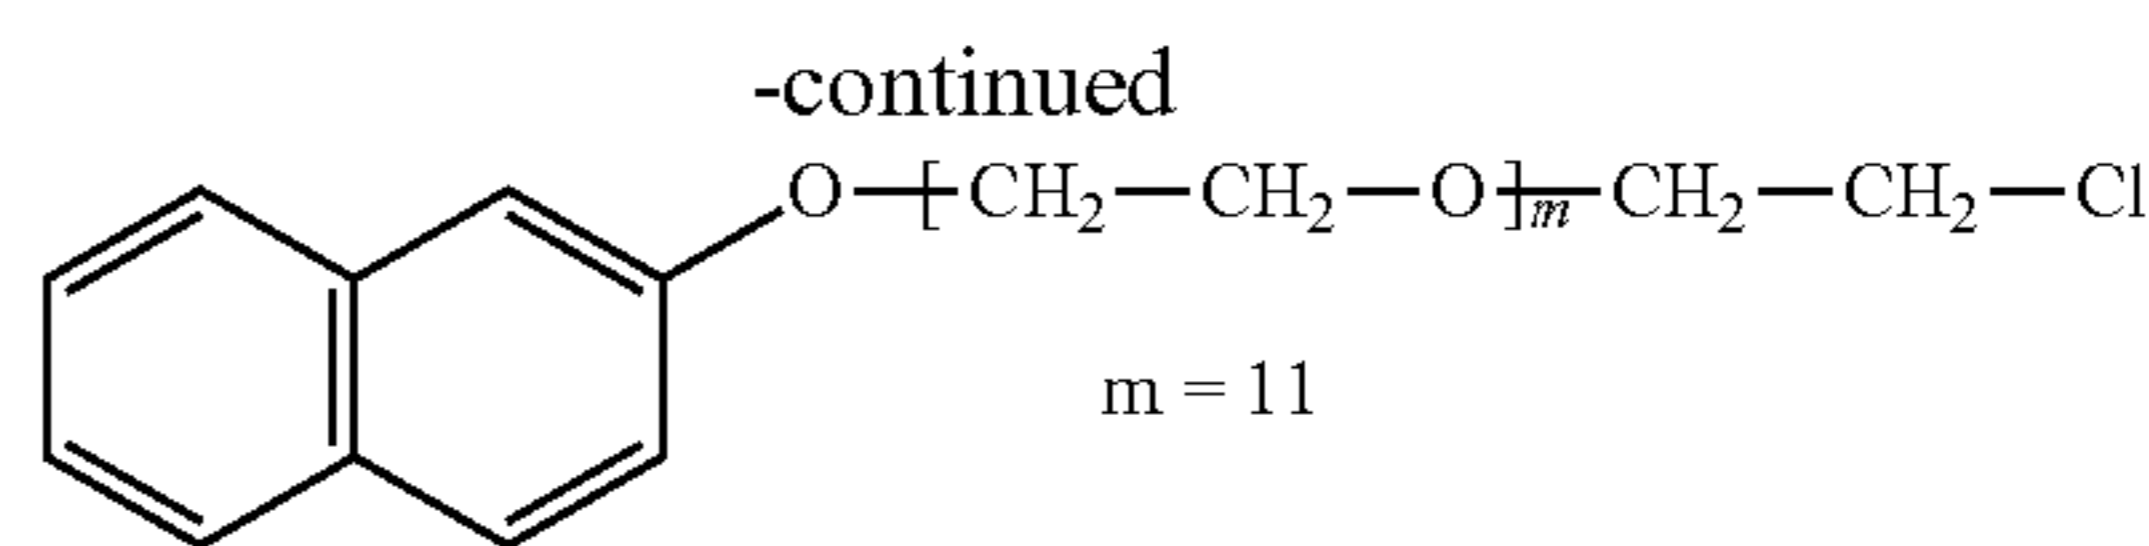 -continued
O—[CH₂—CH₂—O]ₘ—CH₂—CH₂—Cl
m = 11